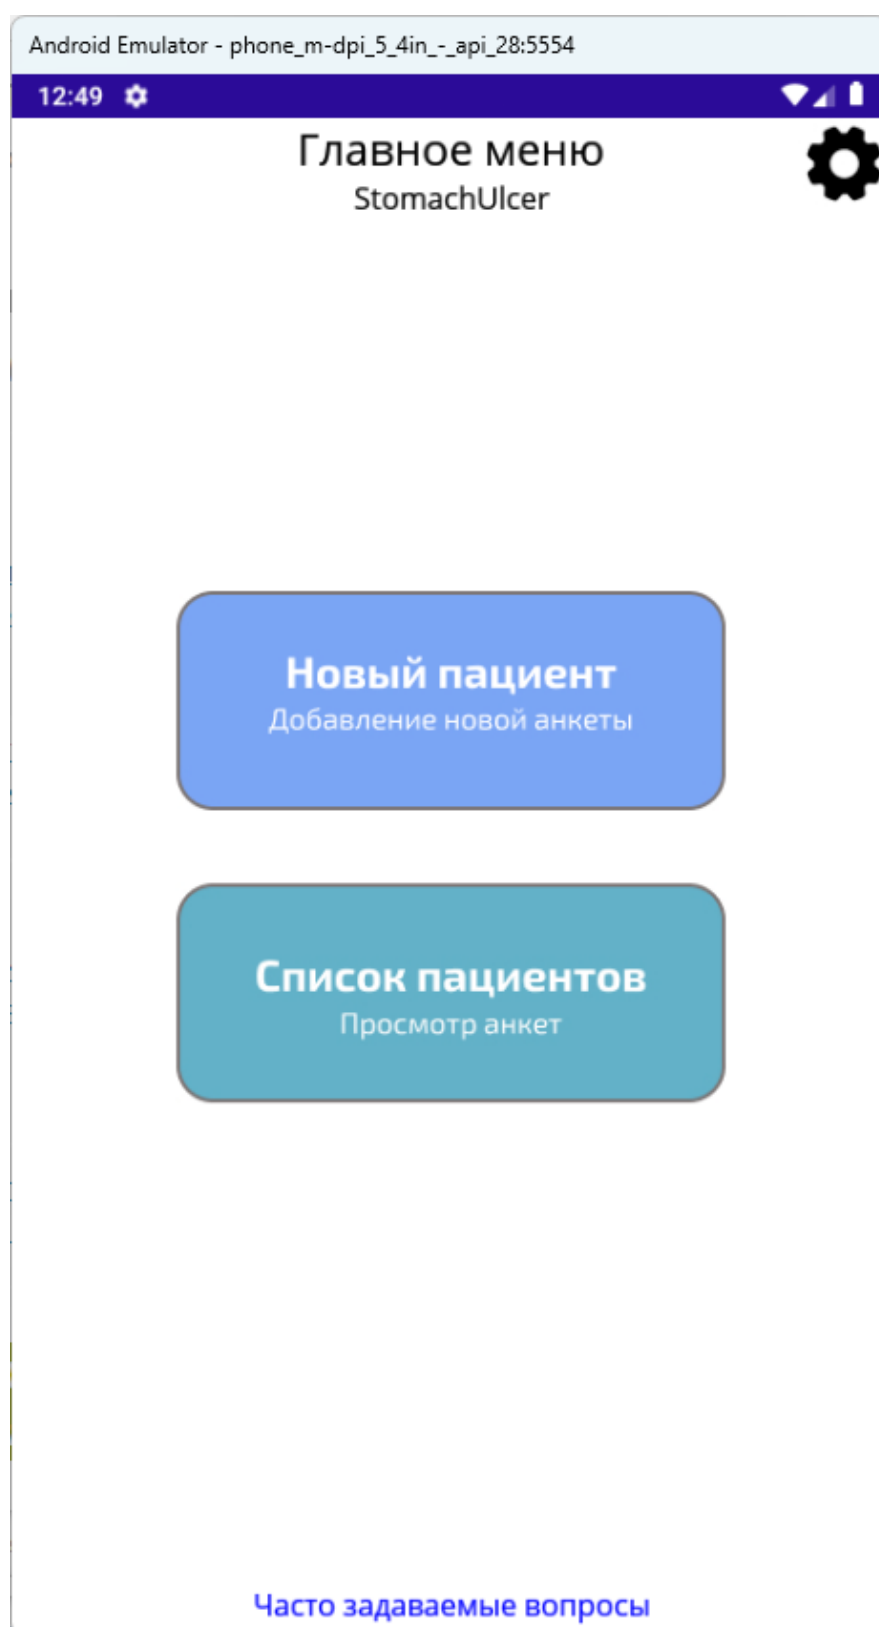 Android Emulator - phone_m-dpi_5_4in_-_api_28:5554
12:49
Главное меню
StomachUlcer
Новый пациент
Добавление новой анкеты
Список пациентов
Просмотр анкет
Часто задаваемые вопросы